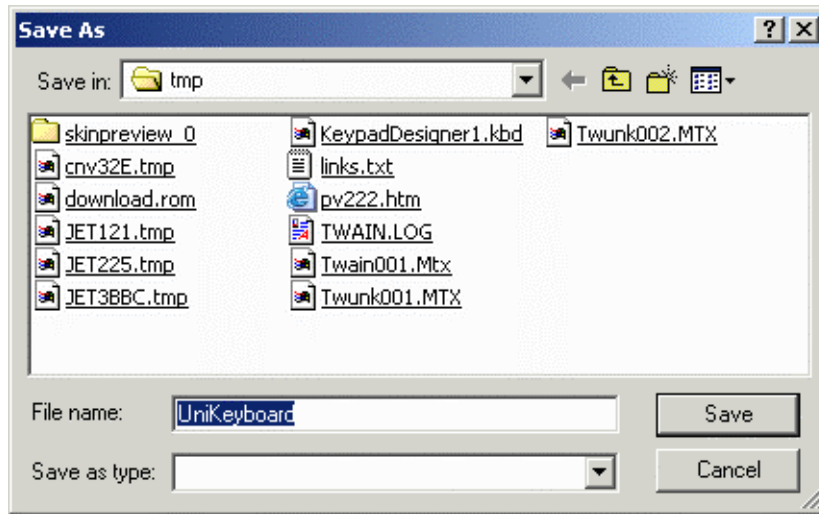 Save As
Save in: tmp
skinpreview_0
cnv32E.tmp
download.rom
JET121.tmp
JET225.tmp
JET3BBC.tmp
KeypadDesigner1.kbd
links.txt
pv222.htm
TWAIN.LOG
Twain001.Mtx
Twunk001.MTX
Twunk002.MTX
File name: UniKeyboard
Save
Save as type:
Cancel